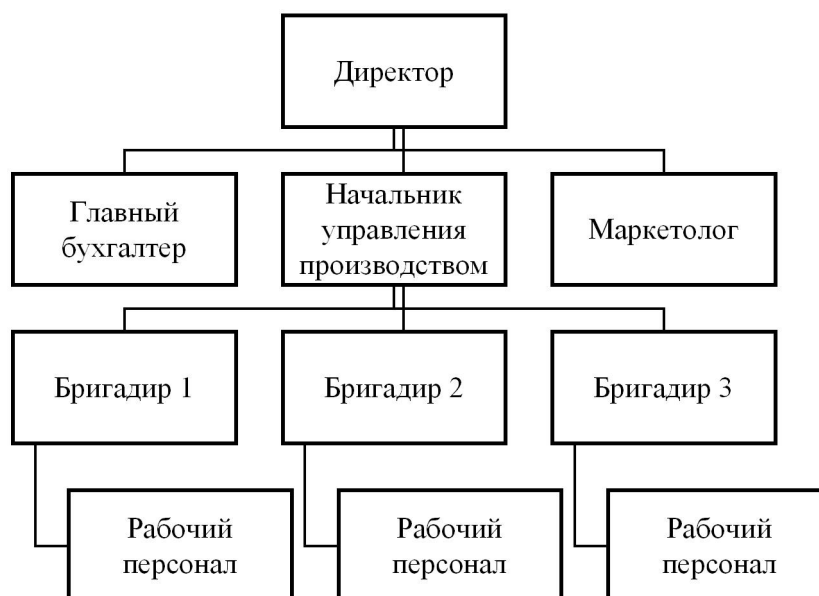 Директор
Главный
бухгалтер
Начальник
управления
производством
Маркетолог
Бригадир 1
Бригадир 2
Бригадир 3
Рабочий
персонал
Рабочий
персонал
Рабочий
персонал